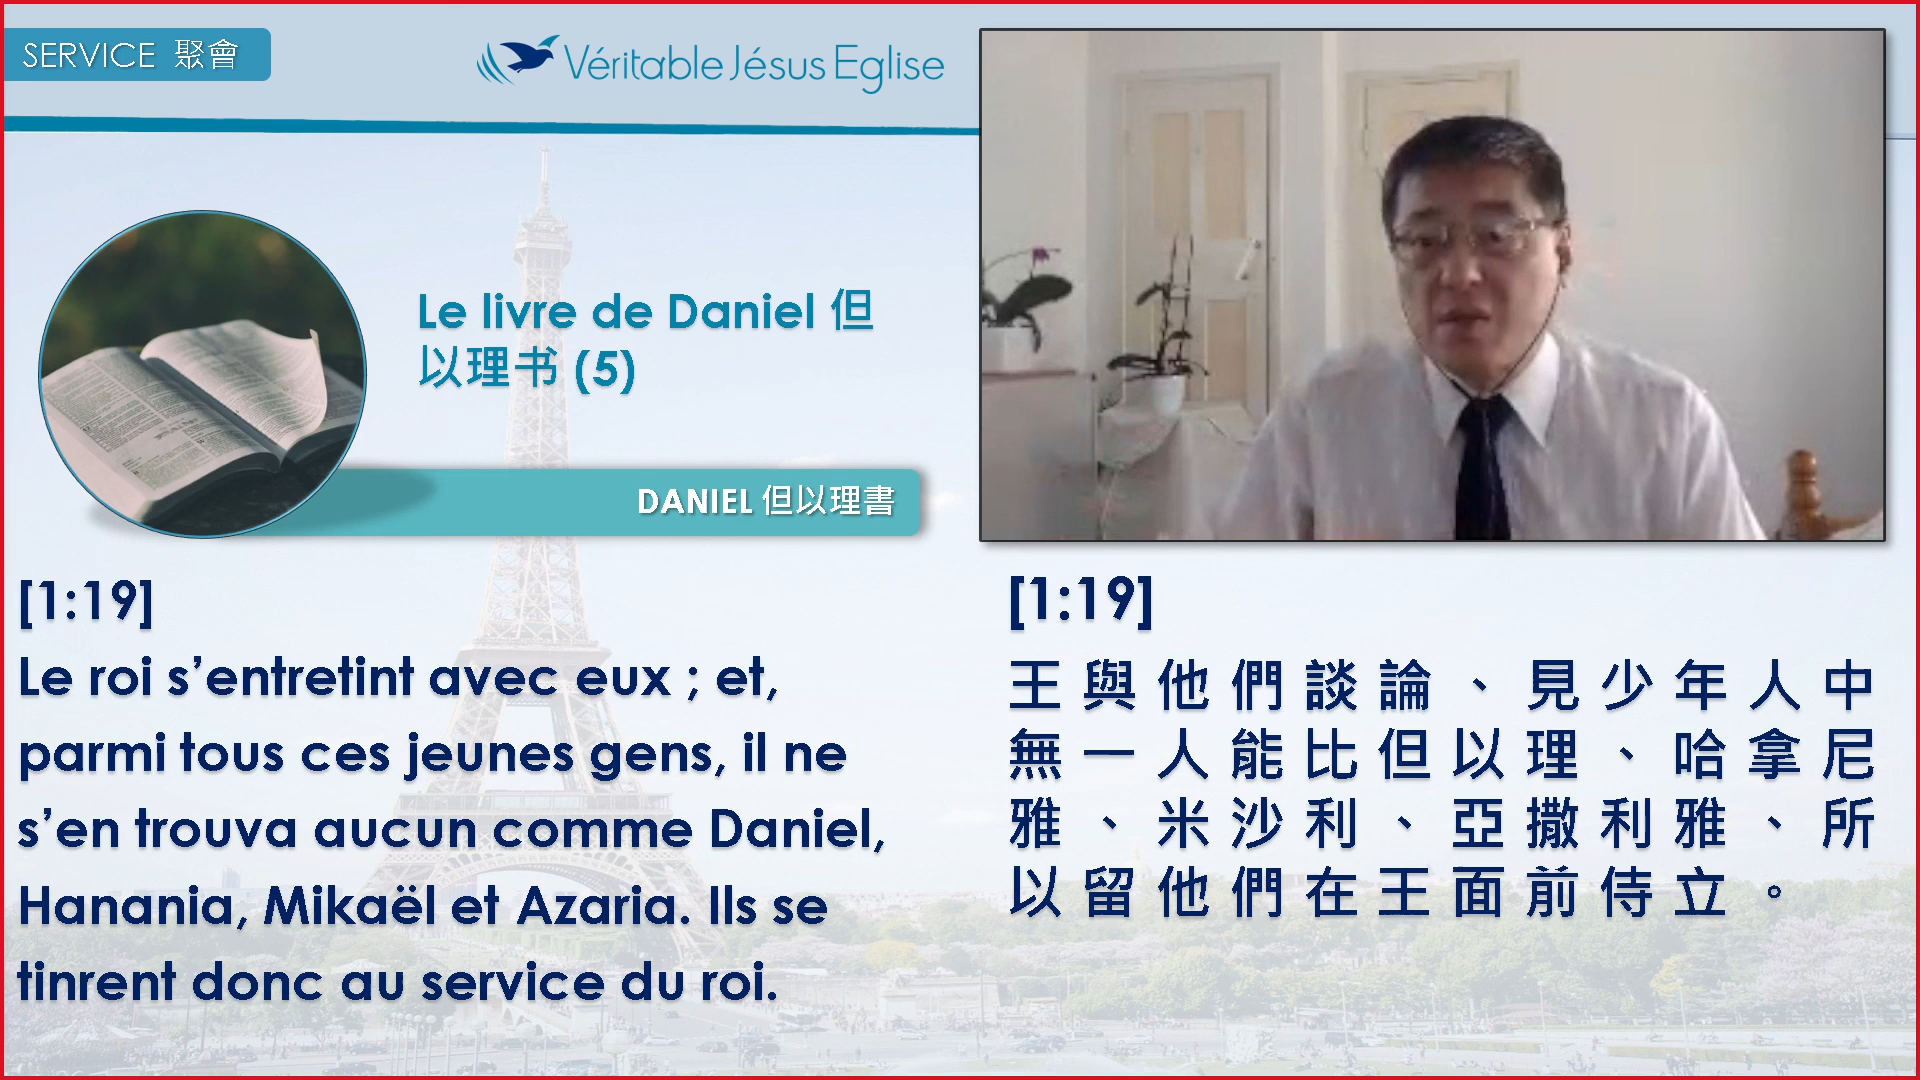 SERVICE 聚會
Véritable Jésus Eglise
Le livre de Daniel 但
以理书 (5)
DANIEL 但以理書
[1:19]
Le roi s’entretint avec eux ; et,
parmi tous ces jeunes gens, il ne
s’en trouva aucun comme Daniel,
Hanania, Mikaël et Azaria. Ils se
tinrent donc au service du roi.
[1:19]
王與他們談論、見少年人中
無一人能比但以理、哈拿尼
雅、米沙利、亞撒利雅、所
以留他們在王面前侍立。